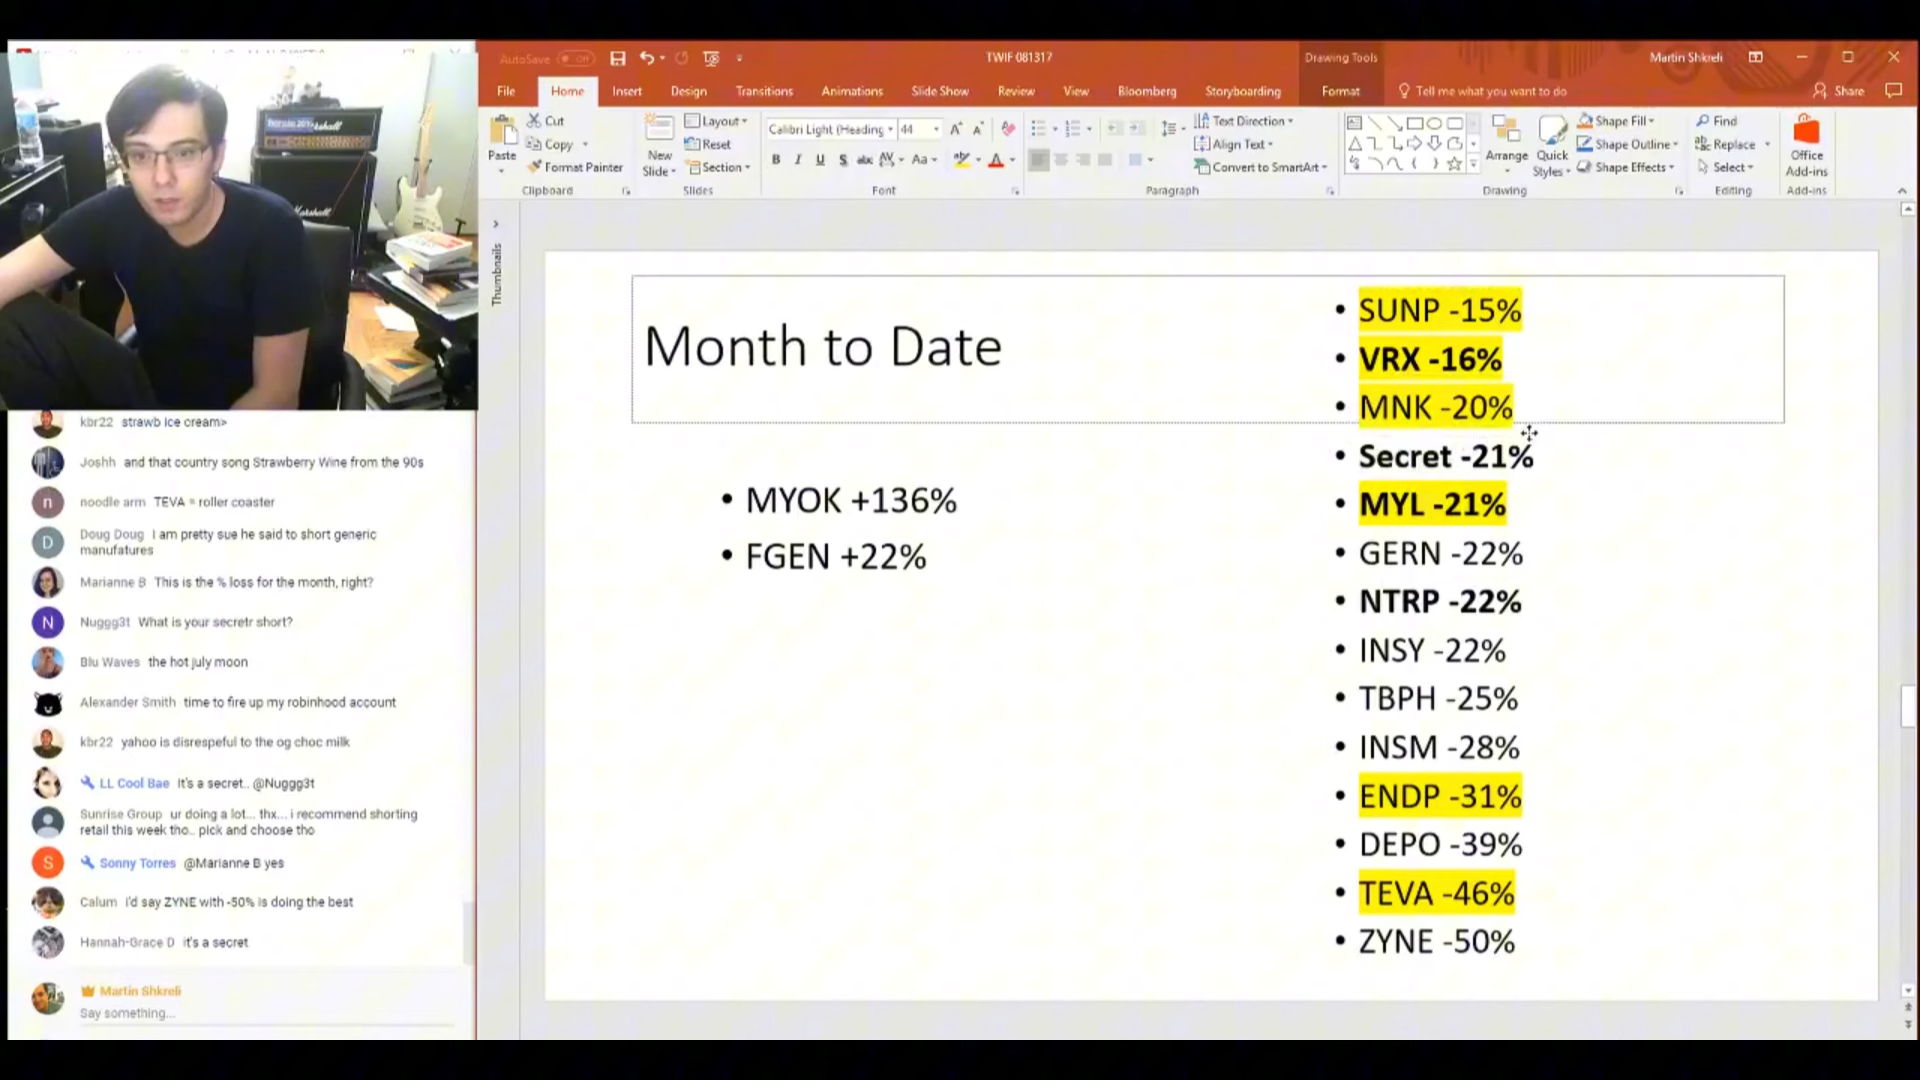 AutoSave
Off
TWIF 081317
Drawing Tools
Martin Shkreli
File
Home
Insert
Design
Transitions
Animations
Slide Show
Review
View
Bloomberg
Storyboarding
Format
Tell me what you want to do
Share
Paste
Cut
Copy
Format Painter
Clipboard
New
Slide
Layout
Reset
Section
Slides
Calibri Light (Heading
44
B I U S abc AV Aa A
Font
Text Direction
Align Text
Convert to SmartArt
Paragraph
Arrange
Quick
Styles
Shape Fill
Shape Outline
Shape Effects
Drawing
Find
Replace
Select
Editing
Office
Add-ins
Add-ins
Thumbnails
Marshall
kbr22 strawb ice cream>
Joshh and that country song Strawberry Wine from the 90s
n
noodle arm TEVA = roller coaster
D
Doug Doug I am pretty sue he said to short generic
manufatures
Marianne B This is the % loss for the month, right?
N
Nuggg3t What is your secretr short?
Blu Waves the hot july moon
Alexander Smith time to fire up my robinhood account
kbr22 yahoo is disrespeful to the og choc milk
LL Cool Bae It's a secret.. @Nuggg3t
Sunrise Group ur doing a lot... thx... i recommend shorting
retail this week tho.. pick and choose tho
S
Sonny Torres @Marianne B yes
Calum i'd say ZYNE with -50% is doing the best
Hannah-Grace D it's a secret
Martin Shkreli
Say something...
Month to Date
• MYOK +136%
• FGEN +22%
• SUNP -15%
• VRX -16%
• MNK -20%
• Secret -21%
• MYL -21%
• GERN -22%
• NTRP -22%
• INSY -22%
• TBPH -25%
• INSM -28%
• ENDP -31%
• DEPO -39%
• TEVA -46%
• ZYNE -50%